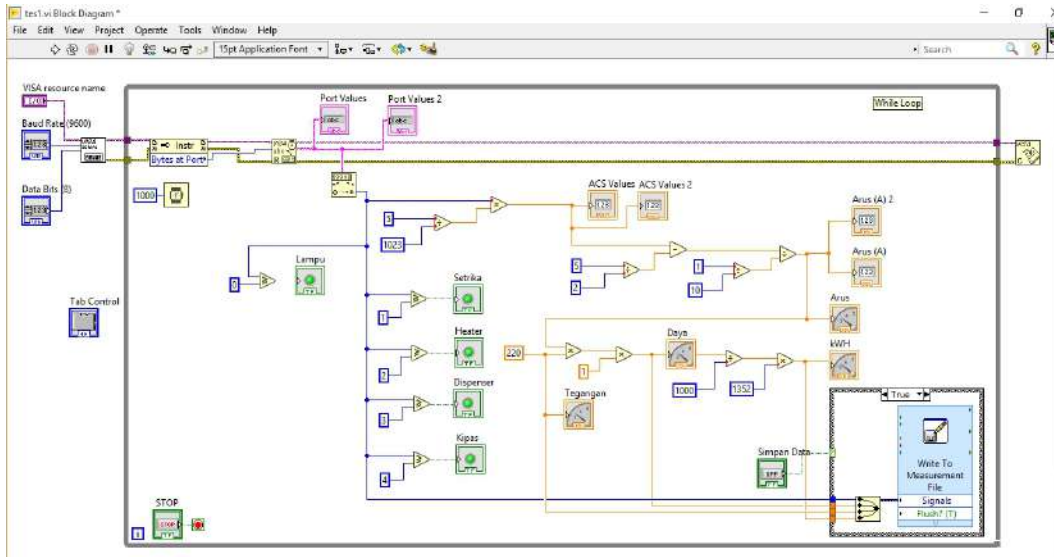 tes1.vi Block Diagram *
File Edit View Project Operate Tools Window Help
15pt Application Font
Search
VISA resource name
Baud Rate (9600)
Data Bits (8)
Tab Control
Port Values
Port Values 2
While Loop
Instr
Bytes at Port
1000
ACS Values
ACS Values 2
Arus (A) 2
Arus (A)
5
1023
5
2
1
10
0
Lampu
Setrika
1
Heater
2
Dispenser
3
Kipas
4
220
1
Tegangan
Daya
1000
1352
Arus
kWH
True
Simpan Data
Write To
Measurement
File
Signals
Flush? (T)
STOP
STOP
i